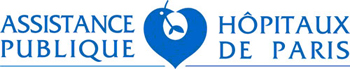 ASSISTANCE
PUBLIQUE
HÔPITAUX
DE PARIS